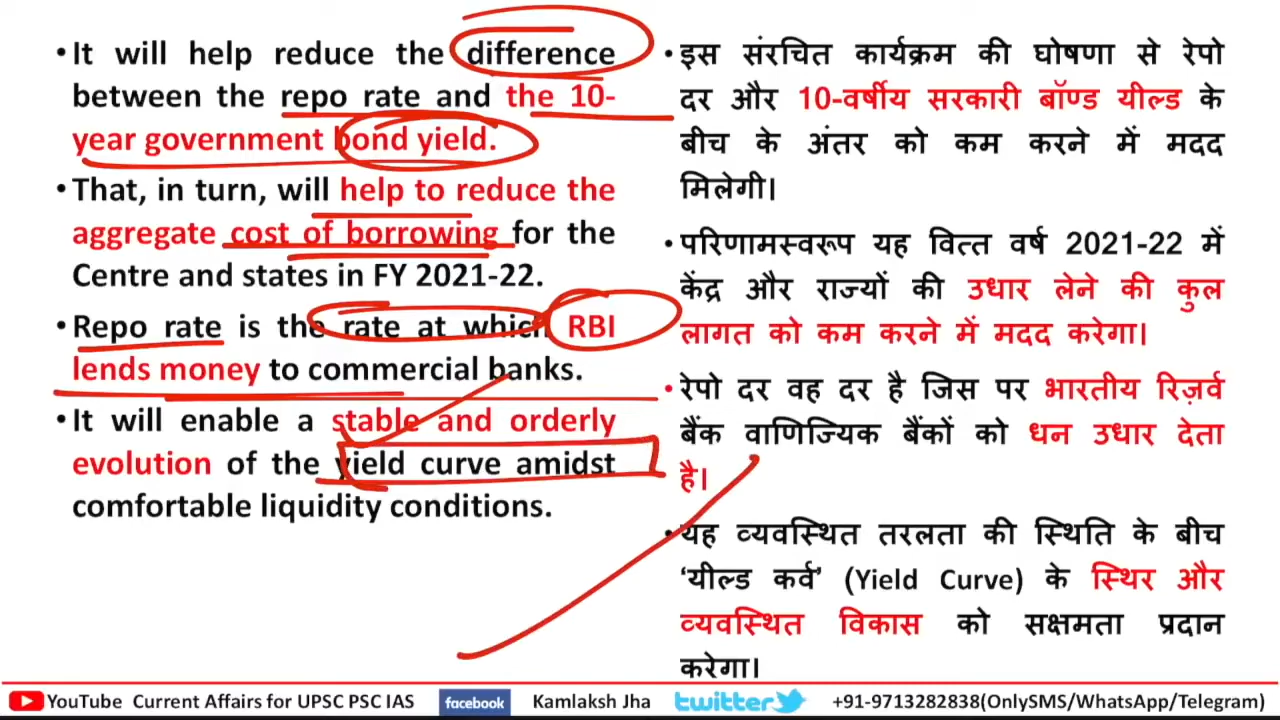 •It will help reduce the difference
between the repo rate and the 10-
year government bond yield.
•That, in turn, will help to reduce the
aggregate cost of borrowing for the
Centre and states in FY 2021-22.
•Repo rate is the rate at which RBI
lends money to commercial banks.
•It will enable a stable and orderly
evolution of the yield curve amidst
comfortable liquidity conditions.
•इस संरचित कार्यक्रम की घोषणा से रेपो
दर और 10-वर्षीय सरकारी बॉण्ड यील्ड के
बीच के अंतर को कम करने में मदद
मिलेगी।
•परिणामस्वरूप यह वित्त वर्ष 2021-22 में
केंद्र और राज्यों की उधार लेने की कुल
लागत को कम करने में मदद करेगा।
•रेपो दर वह दर है जिस पर भारतीय रिज़र्व
बैंक वाणिज्यिक बैंकों को धन उधार देता
है।
•यह व्यवस्थित तरलता की स्थिति के बीच
‘यील्ड कर्व’ (Yield Curve) के स्थिर और
व्यवस्थित विकास को सक्षमता प्रदान
करेगा।
YouTube Current Affairs for UPSC PSC IAS facebook Kamlaksh Jha twitter +91-9713282838(OnlySMS/WhatsApp/Telegram)